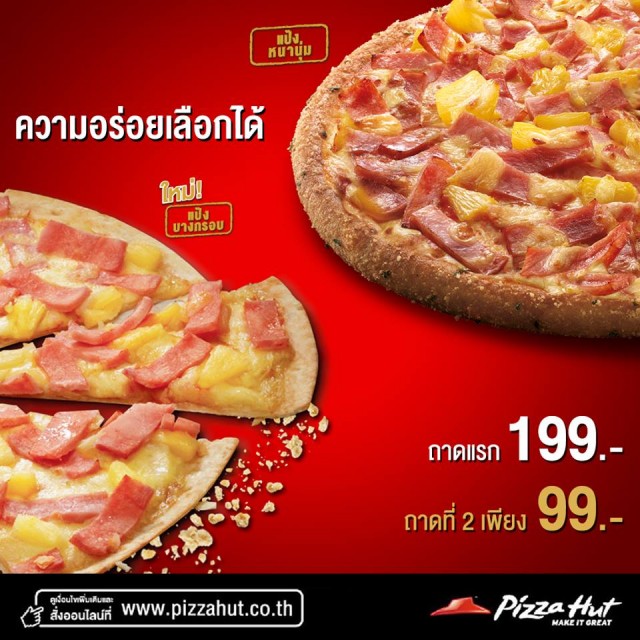 แป้ง
หนานุ่ม
ความอร่อยเลือกได้
ใหม่!
แป้ง
บางกรอบ
ถาดแรก 199.-
ถาดที่ 2 เพียง 99.-
ดูเงื่อนไขเพิ่มเติมและ
สั่งออนไลน์ที่
www.pizzahut.co.th
Pizza Hut
MAKE IT GREAT